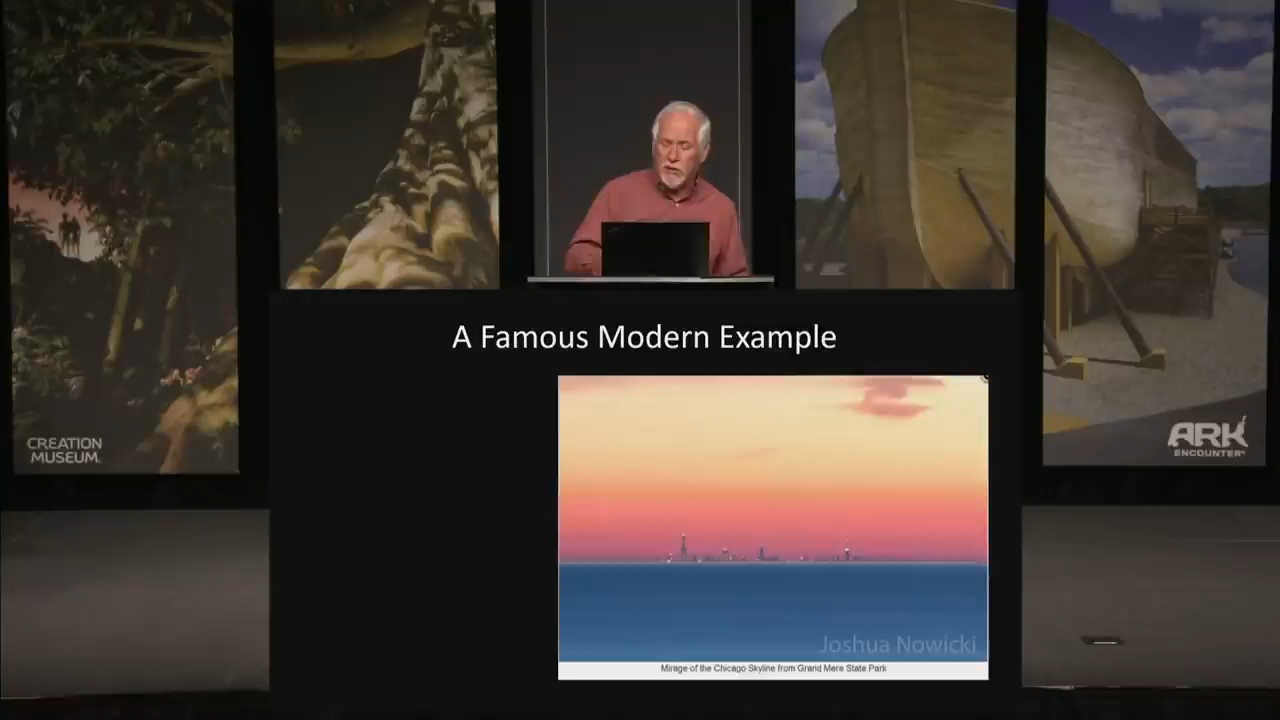 A Famous Modern Example
CREATION
MUSEUM
ARK
ENCOUNTER
Joshua Nowicki
Mirage of the Chicago Skyline from Grand Mere State Park